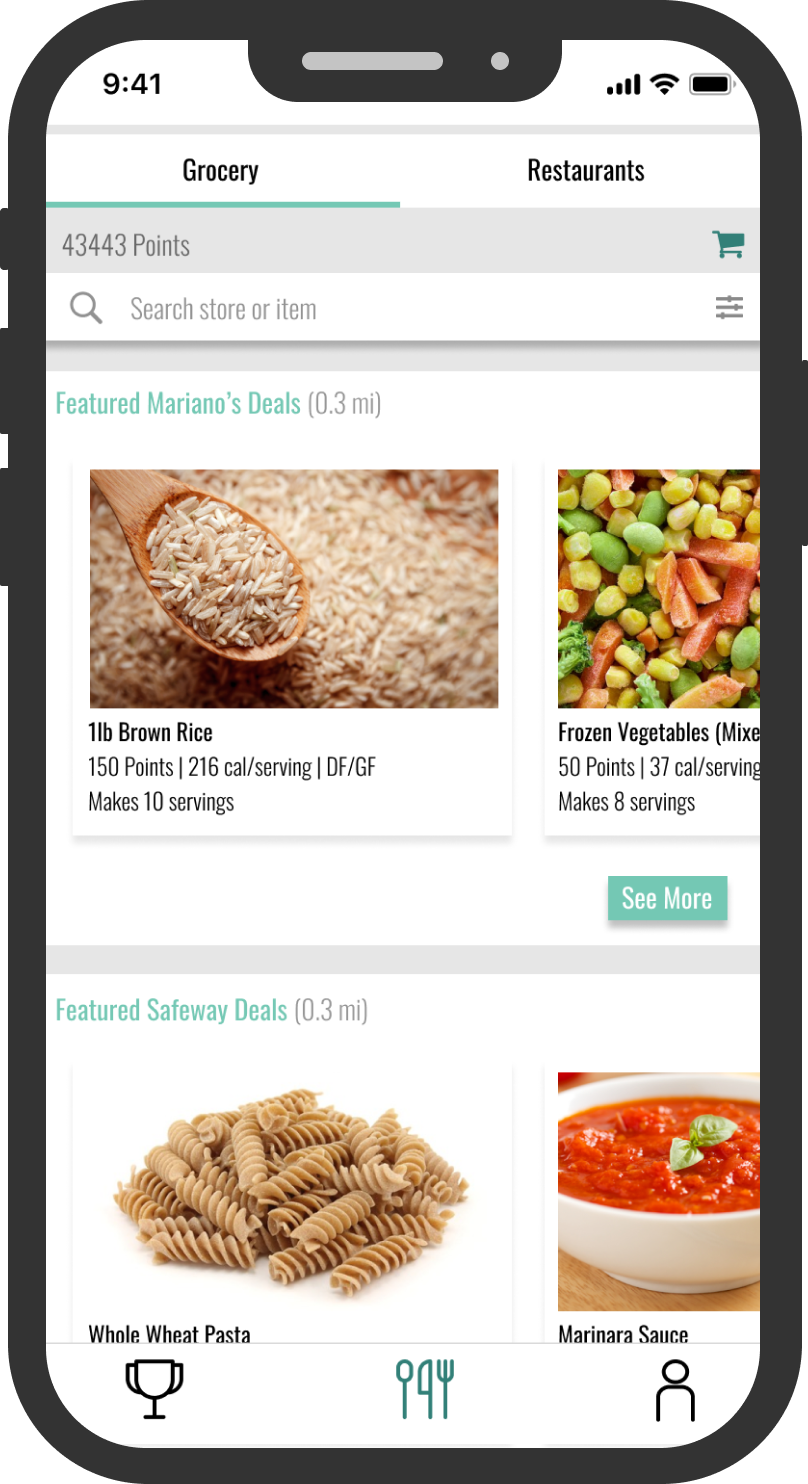 9:41
Grocery Restaurants
43443 Points
Search store or item
Featured Mariano’s Deals (0.3 mi)
1lb Brown Rice
150 Points | 216 cal/serving | DF/GF
Makes 10 servings
Frozen Vegetables (Mixe
50 Points | 37 cal/serving
Makes 8 servings
See More
Featured Safeway Deals (0.3 mi)
Whole Wheat Pasta
Marinara Sauce